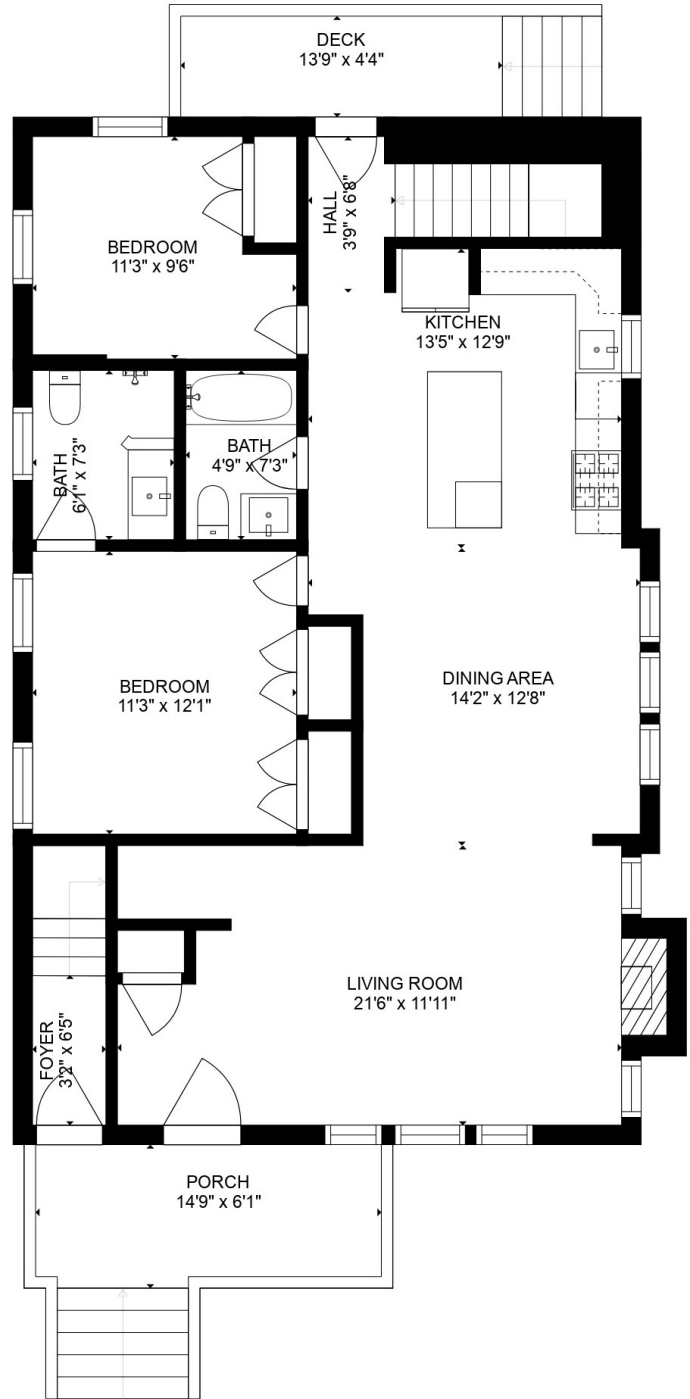 DECK
13'9" x 4'4"
HALL
3'9" x 6'8"
BEDROOM
11'3" x 9'6"
KITCHEN
13'5" x 12'9"
BATH
6'1" x 7'3"
BATH
4'9" x 7'3"
BEDROOM
11'3" x 12'1"
DINING AREA
14'2" x 12'8"
LIVING ROOM
21'6" x 11'11"
FOYER
3'2" x 6'5"
PORCH
14'9" x 6'1"